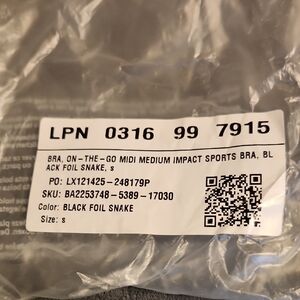 LPN 0316 99 7915
BRA, ON-THE-GO MIDI MEDIUM IMPACT SPORTS BRA, BL
ACK FOIL SNAKE, s
PO: LX121425-248179P
SKU: BA2253748-5389-17030
Color: BLACK FOIL SNAKE
Size: s